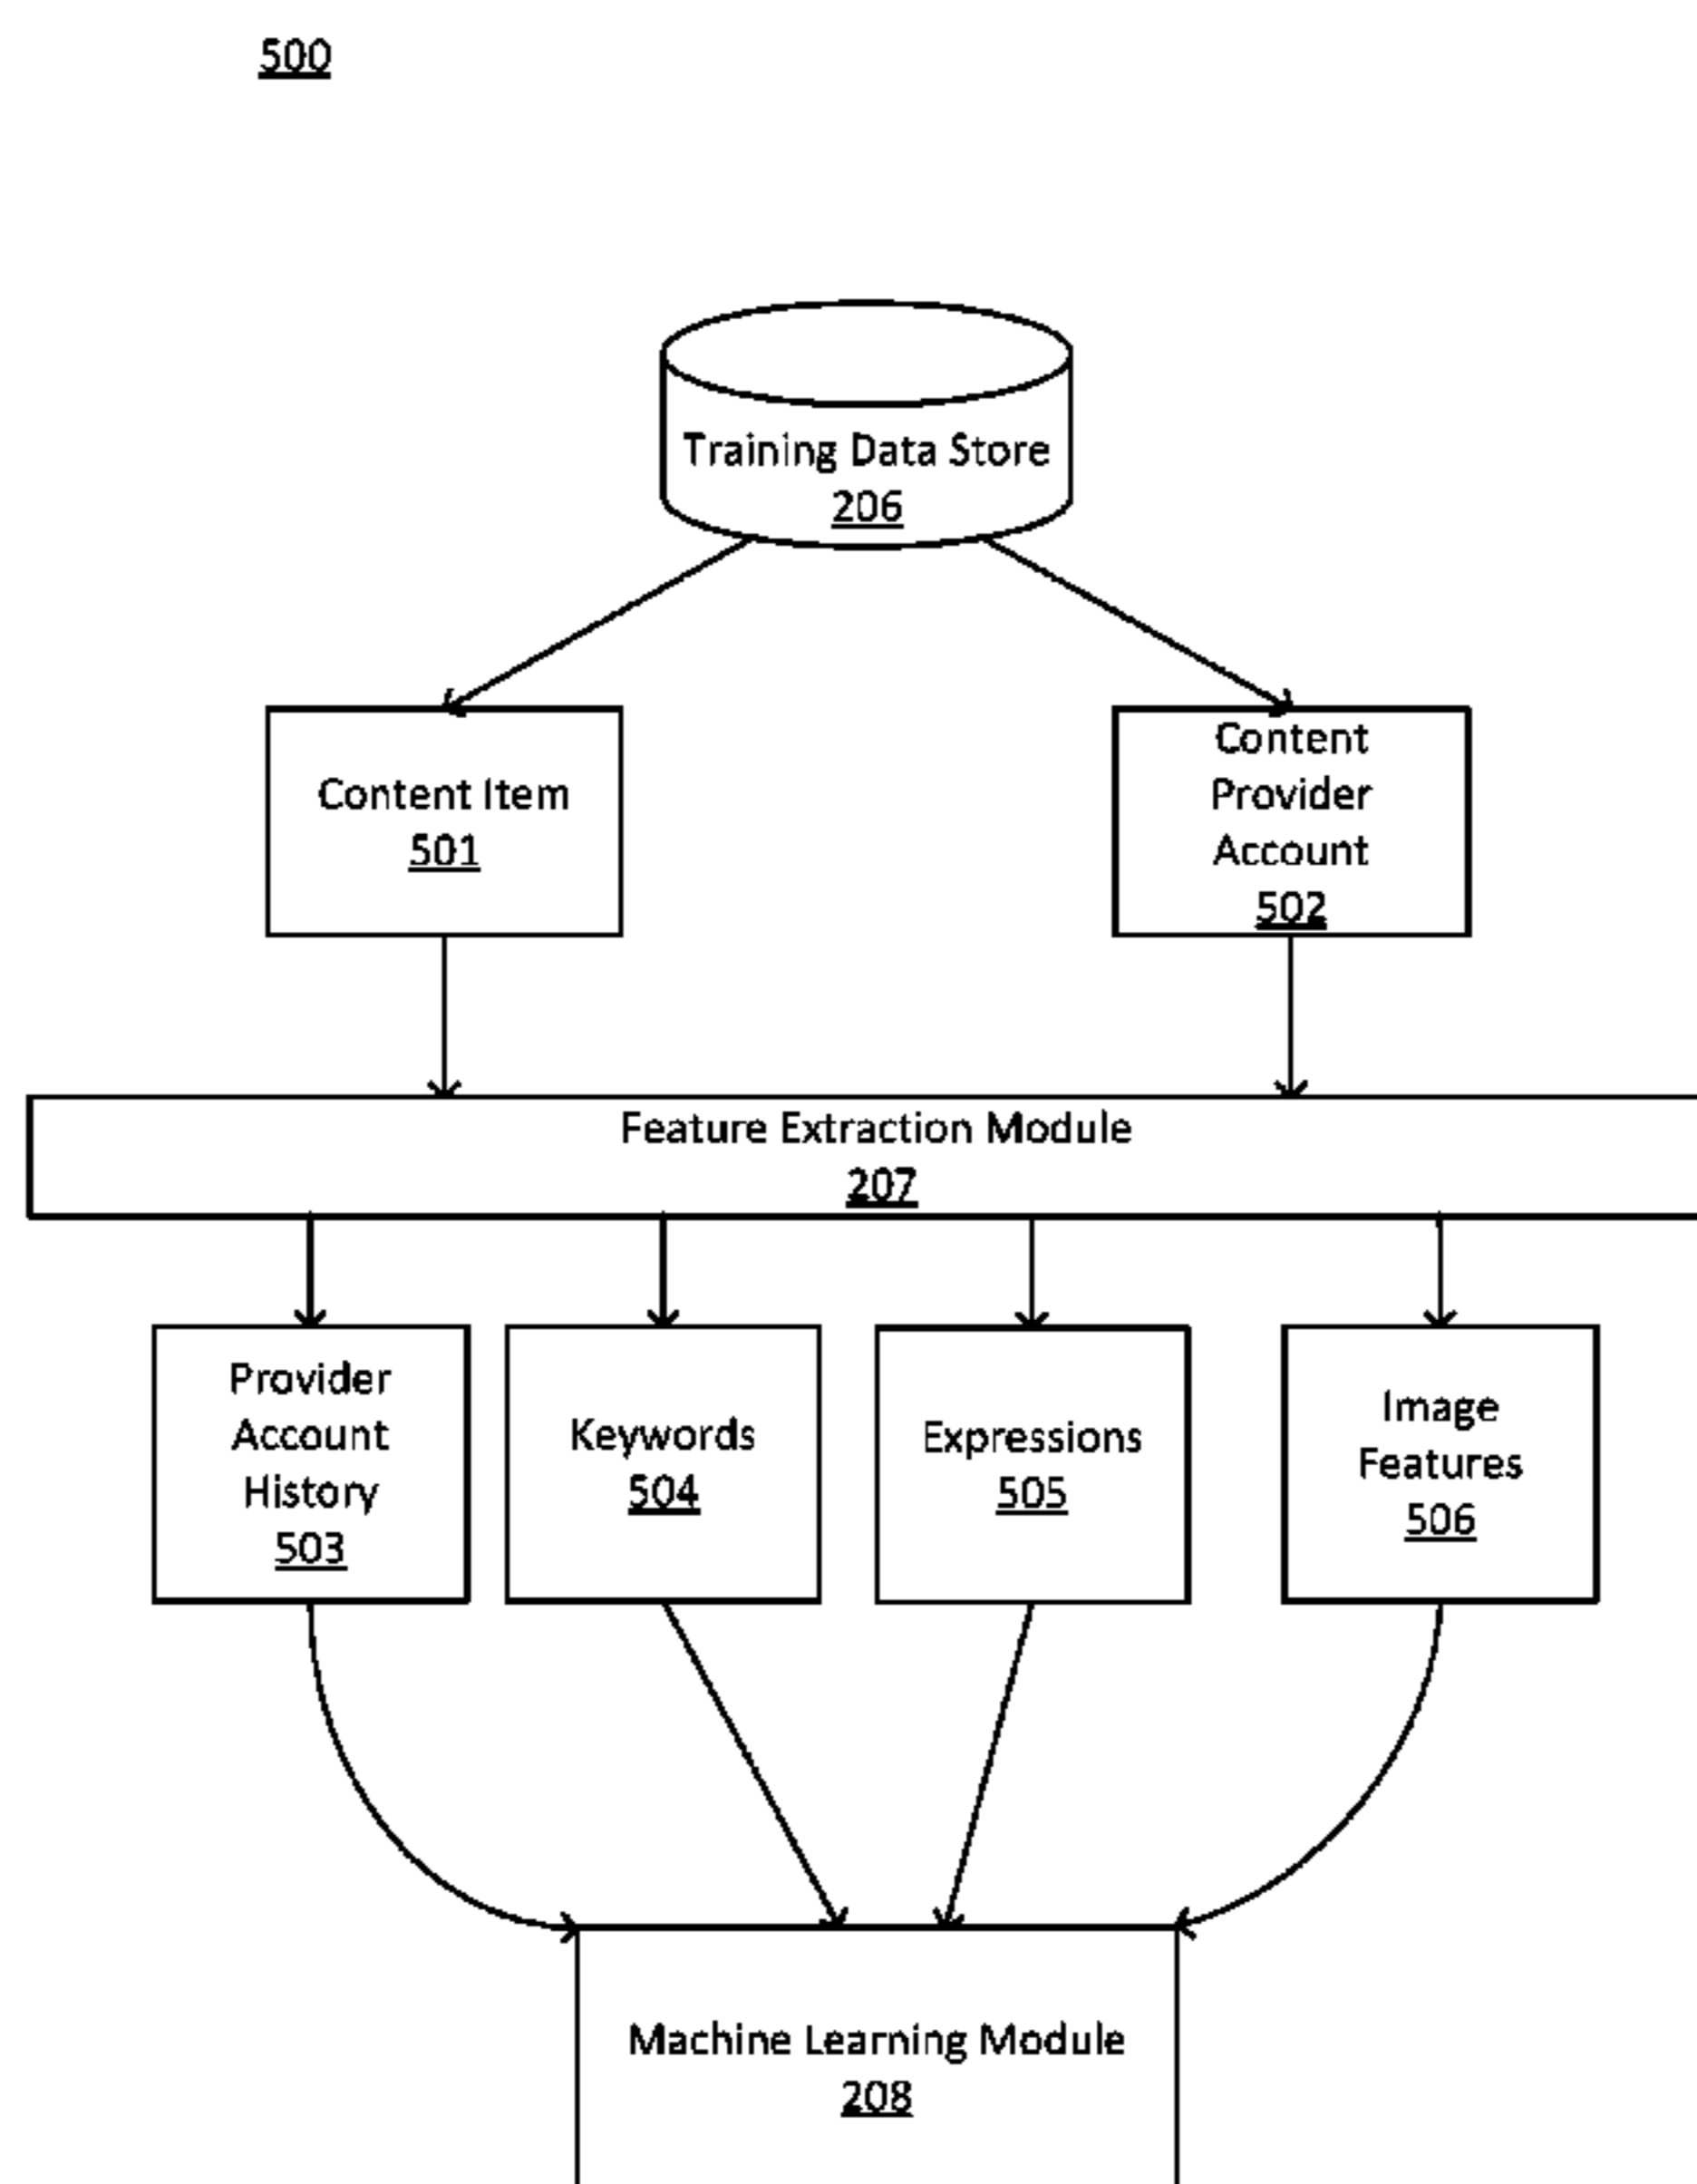 500
Training Data Store
206
Content Item
501
Content
Provider
Account
502
Feature Extraction Module
207
Provider
Account
History
503
Keywords
504
Expressions
505
Image
Features
506
Machine Learning Module
208